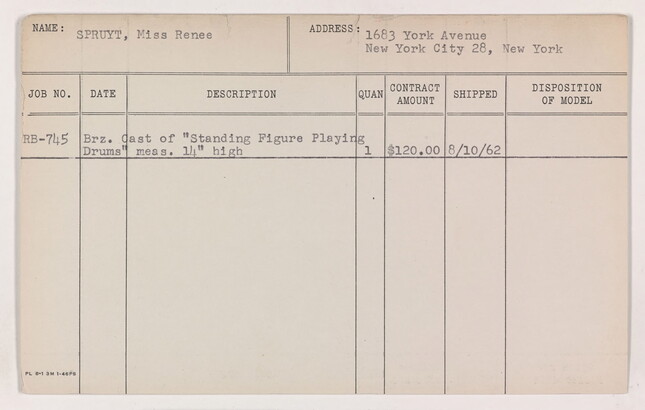 NAME: SPRUYT, Miss Renee
ADDRESS: 1683 York Avenue
New York City 28, New York
JOB NO. DATE DESCRIPTION QUAN CONTRACT AMOUNT SHIPPED DISPOSITION OF MODEL
RB-745 Brz. Cast of "Standing Figure Playing
Drums" meas. 14" high 1 $120.00 8/10/62